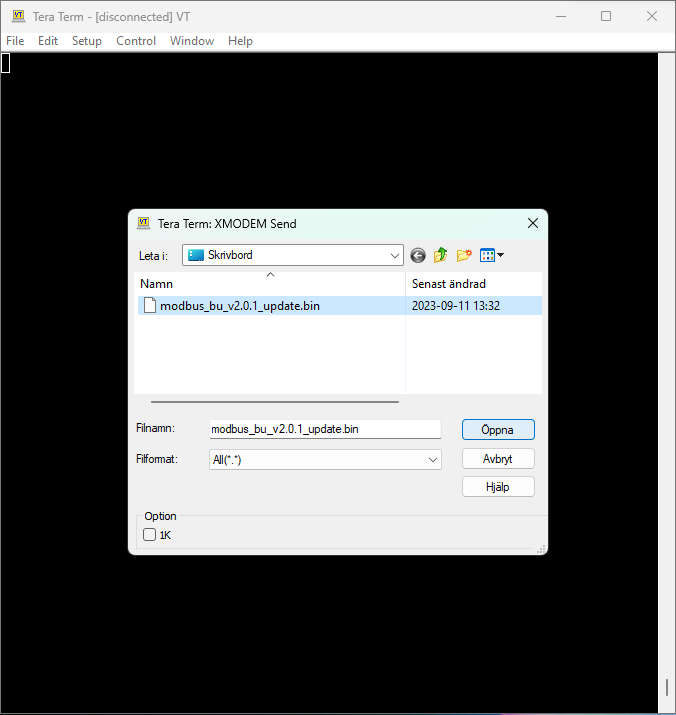 Tera Term - [disconnected] VT
File Edit Setup Control Window Help
Tera Term: XMODEM Send
Leta i: Skrivbord
Namn Senast ändrad
modbus_bu_v2.0.1_update.bin 2023-09-11 13:32
Filnamn: modbus_bu_v2.0.1_update.bin Öppna
Filformat: All(*.*) Avbryt
Hjälp
Option
1K